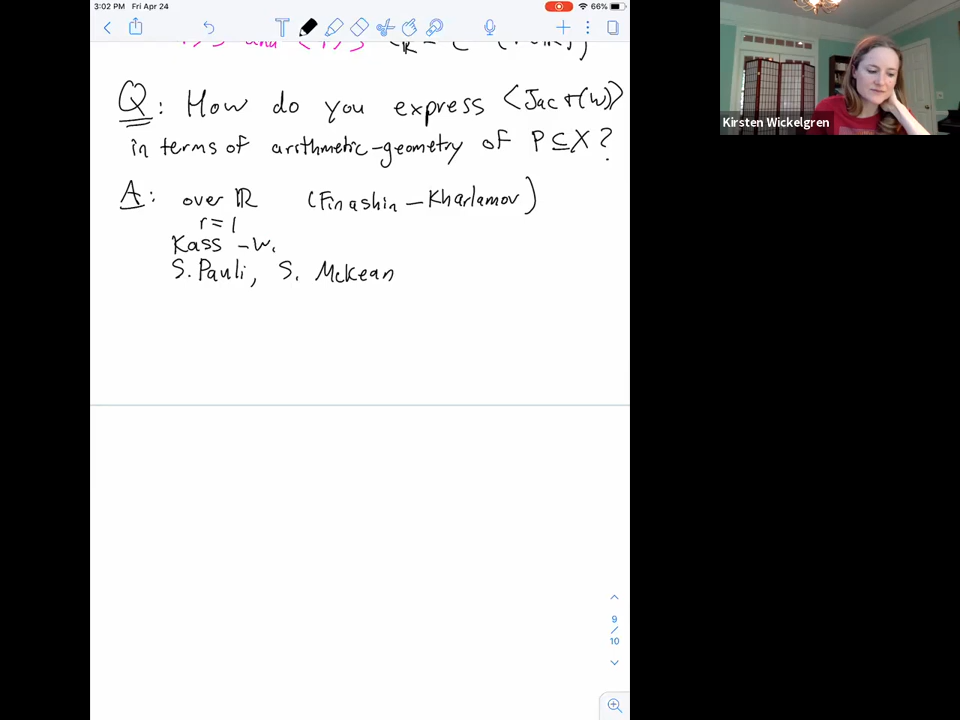 3:02 PM Fri Apr 24
66%
Kirsten Wickelgren
Q: How do you express <Jac σ(W)>
in terms of arithmetic-geometry of P ⊆ X ?
A: over ℝ (Finashin – Kharlamov)
r = 1
Kass – W.
S. Pauli, S. McKean
9
/
10